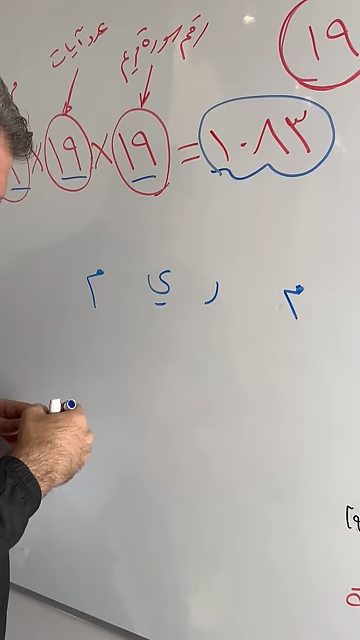 ١٩
رقم سورة مريم
عدد آيات
× ١٩ × ١٩ = ١٠٨٣
م ر ي م